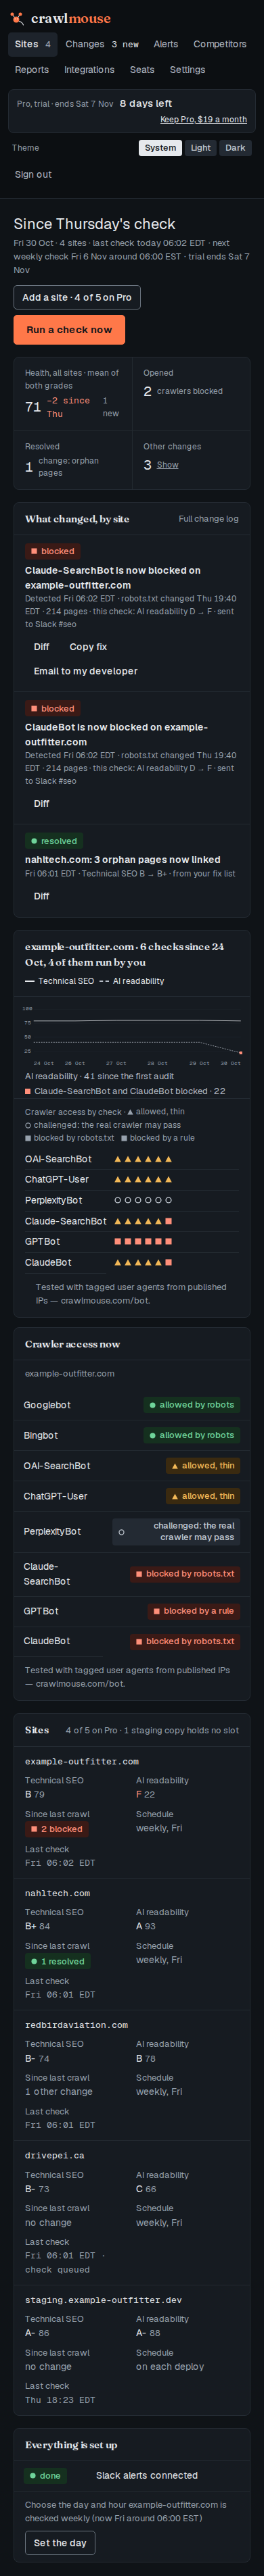 crawlmouse
Sites 4 Changes 3 new Alerts Competitors
Reports Integrations Seats Settings
Pro, trial · ends Sat 7 Nov 8 days left
Keep Pro, $19 a month
Theme System Light Dark
Sign out
Since Thursday's check
Fri 30 Oct · 4 sites · last check today 06:02 EDT · next
weekly check Fri 6 Nov around 06:00 EST · trial ends Sat 7
Nov
Add a site · 4 of 5 on Pro
Run a check now
Health, all sites · mean of
both grades
71 −2 since
Thu
1
new
Opened
2 crawlers blocked
Resolved
1 change: orphan
pages
Other changes
3 Show
What changed, by site Full change log
blocked
Claude-SearchBot is now blocked on
example-outfitter.com
Detected Fri 06:02 EDT · robots.txt changed Thu 19:40
EDT · 214 pages · this check: AI readability D → F · sent
to Slack #seo
Diff Copy fix
Email to my developer
blocked
ClaudeBot is now blocked on example-
outfitter.com
Detected Fri 06:02 EDT · robots.txt changed Thu 19:40
EDT · 214 pages · this check: AI readability D → F · sent
to Slack #seo
Diff
resolved
nahltech.com: 3 orphan pages now linked
Fri 06:01 EDT · Technical SEO B → B+ · from your fix list
Diff
example-outfitter.com · 6 checks since 24
Oct, 4 of them run by you
Technical SEO AI readability
100
75
50
25
24 Oct 26 Oct 27 Oct 28 Oct 29 Oct 30 Oct
AI readability · 41 since the first audit
Claude-SearchBot and ClaudeBot blocked · 22
Crawler access by check · allowed, thin
challenged: the real crawler may pass
blocked by robots.txt blocked by a rule
OAI-SearchBot
ChatGPT-User
PerplexityBot
Claude-SearchBot
GPTBot
ClaudeBot
Tested with tagged user agents from published
IPs — crawlmouse.com/bot.
Crawler access now
example-outfitter.com
Googlebot allowed by robots
Bingbot allowed by robots
OAI-SearchBot allowed, thin
ChatGPT-User allowed, thin
PerplexityBot challenged: the real
crawler may pass
Claude-
SearchBot blocked by robots.txt
GPTBot blocked by a rule
ClaudeBot blocked by robots.txt
Tested with tagged user agents from published IPs
— crawlmouse.com/bot.
Sites 4 of 5 on Pro · 1 staging copy holds no slot
example-outfitter.com
Technical SEO AI readability
B 79 F 22
Since last crawl Schedule
2 blocked weekly, Fri
Last check
Fri 06:02 EDT
nahltech.com
Technical SEO AI readability
B+ 84 A 93
Since last crawl Schedule
1 resolved weekly, Fri
Last check
Fri 06:01 EDT
redbirdaviation.com
Technical SEO AI readability
B- 74 B 78
Since last crawl Schedule
1 other change weekly, Fri
Last check
Fri 06:01 EDT
drivepei.ca
Technical SEO AI readability
B- 73 C 66
Since last crawl Schedule
no change weekly, Fri
Last check
Fri 06:01 EDT ·
check queued
staging.example-outfitter.dev
Technical SEO AI readability
A- 86 A- 88
Since last crawl Schedule
no change on each deploy
Last check
Thu 18:23 EDT
Everything is set up
done Slack alerts connected
Choose the day and hour example-outfitter.com is
checked weekly (now Fri around 06:00 EST)
Set the day